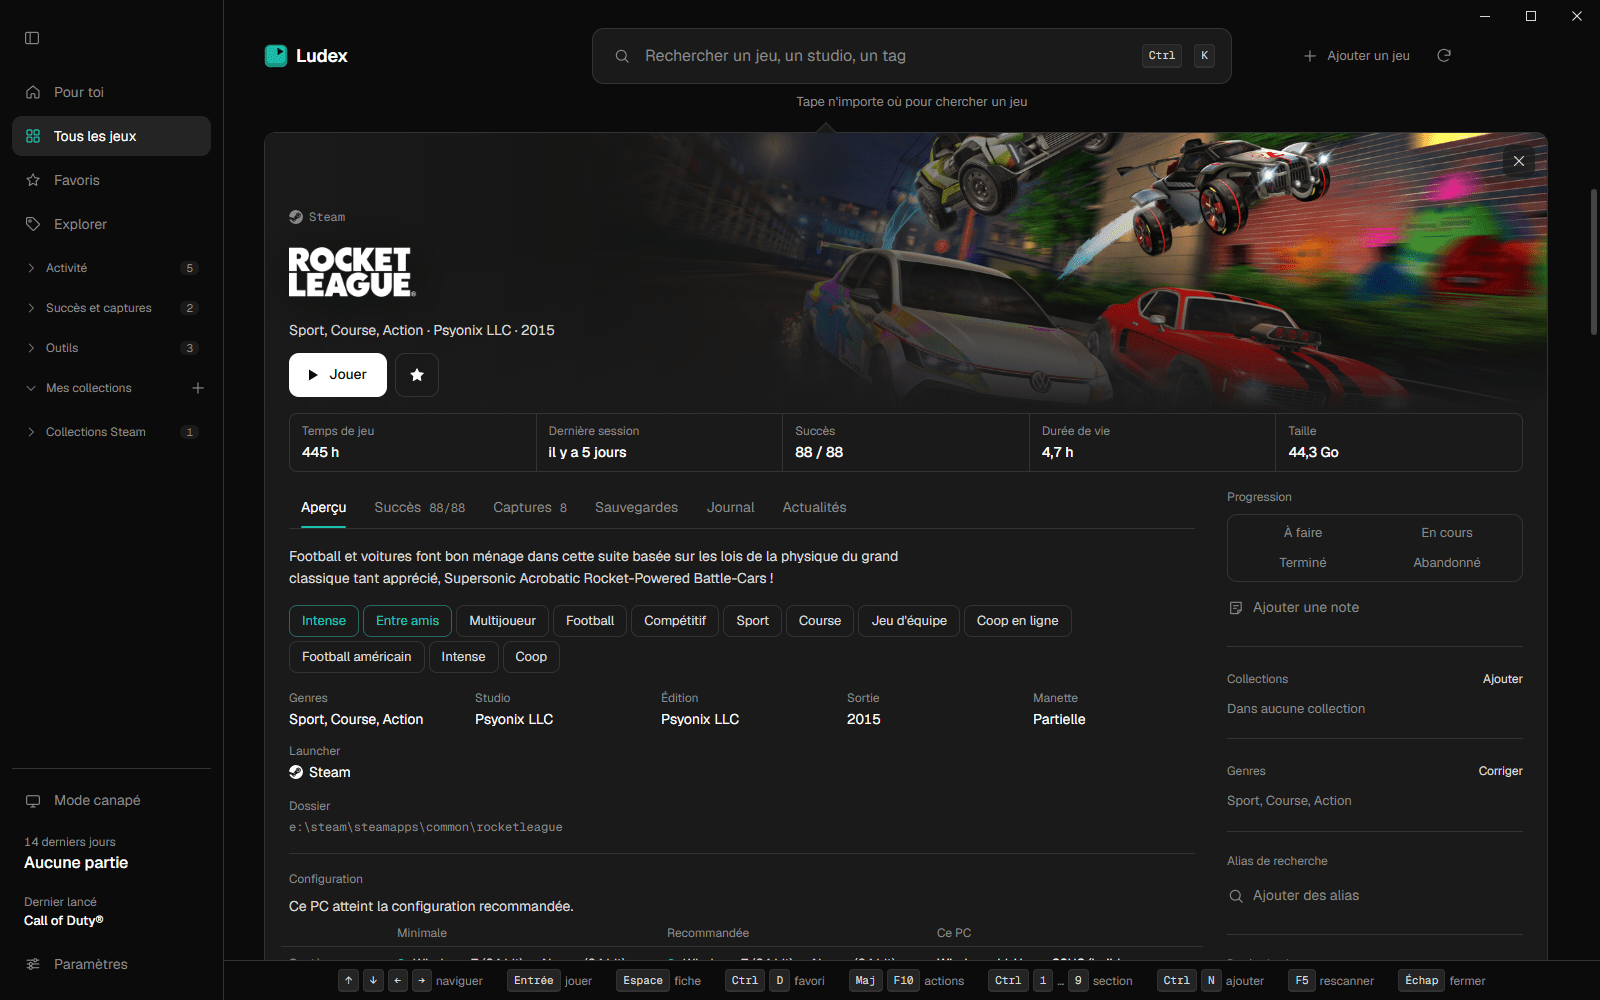 Ludex
Rechercher un jeu, un studio, un tag
Ctrl K
Ajouter un jeu
Tape n'importe où pour chercher un jeu
Pour toi
Tous les jeux
Favoris
Explorer
Activité 5
Succès et captures 2
Outils 3
Mes collections
Collections Steam 1
Mode canapé
14 derniers jours
Aucune partie
Dernier lancé
Call of Duty®
Paramètres
Steam
ROCKET
LEAGUE®
Sport, Course, Action · Psyonix LLC · 2015
Jouer
Temps de jeu
445 h
Dernière session
il y a 5 jours
Succès
88 / 88
Durée de vie
4,7 h
Taille
44,3 Go
Aperçu Succès 88/88 Captures 8 Sauvegardes Journal Actualités
Football et voitures font bon ménage dans cette suite basée sur les lois de la physique du grand
classique tant apprécié, Supersonic Acrobatic Rocket-Powered Battle-Cars !
Intense Entre amis Multijoueur Football Compétitif Sport Course Jeu d'équipe Coop en ligne
Football américain Intense Coop
Genres Studio Édition Sortie Manette
Sport, Course, Action Psyonix LLC Psyonix LLC 2015 Partielle
Launcher
Steam
Dossier
e:\steam\steamapps\common\rocketleague
Configuration
Ce PC atteint la configuration recommandée.
Minimale Recommandée Ce PC
Progression
À faire En cours
Terminé Abandonné
Ajouter une note
Collections Ajouter
Dans aucune collection
Genres Corriger
Sport, Course, Action
Alias de recherche
Ajouter des alias
↑ ↓ ← → naviguer Entrée jouer Espace fiche Ctrl D favori Maj F10 actions Ctrl 1 … 9 section Ctrl N ajouter F5 rescanner Échap fermer